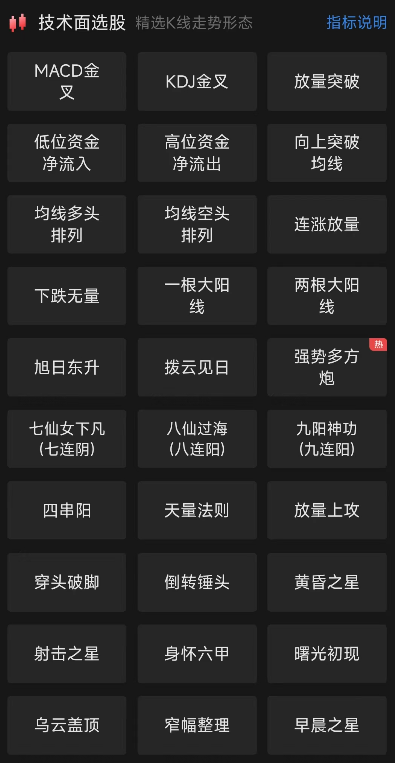 技术面选股 精选K线走势形态 指标说明
MACD金
叉
KDJ金叉
放量突破
低位资金
净流入
高位资金
净流出
向上突破
均线
均线多头
排列
均线空头
排列
连涨放量
下跌无量
一根大阳
线
两根大阳
线
旭日东升
拨云见日
强势多方
炮
热
七仙女下凡
(七连阴)
八仙过海
(八连阳)
九阳神功
(九连阳)
四串阳
天量法则
放量上攻
穿头破脚
倒转锤头
黄昏之星
射击之星
身怀六甲
曙光初现
乌云盖顶
窄幅整理
早晨之星